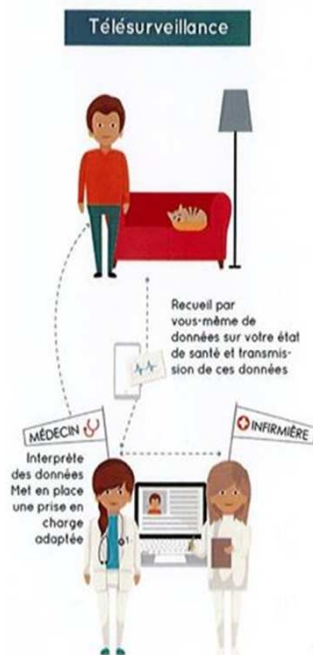 Télésurveillance
Recueil par
vous-même de
données sur votre état
de santé et transmis-
sion de ces données
MÉDECIN
INFIRMIÈRE
Interprète
des données
Met en place
une prise en
charge
adaptée